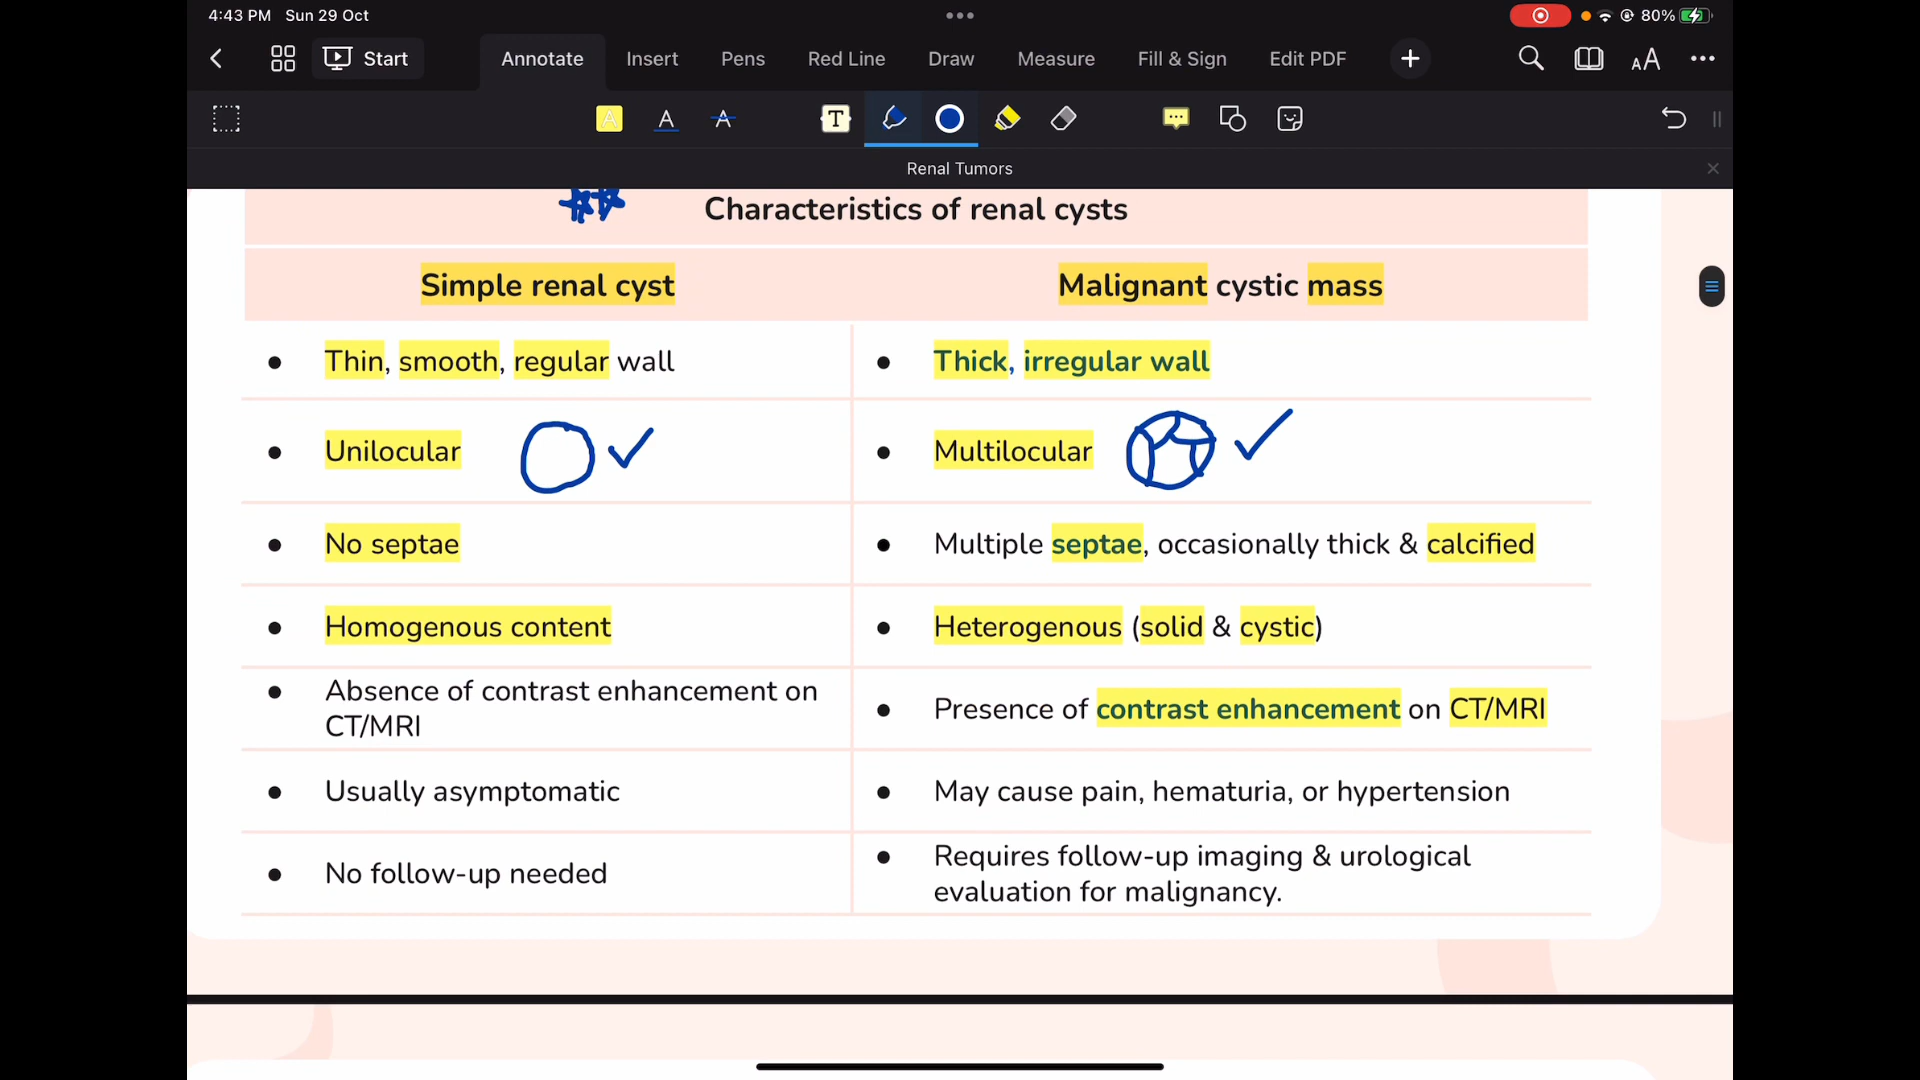 4:43 PM Sun 29 Oct
80%
Start
Annotate Insert Pens Red Line Draw Measure Fill & Sign Edit PDF
Renal Tumors
Characteristics of renal cysts
Simple renal cyst Malignant cystic mass
Thin, smooth, regular wall
Thick, irregular wall
Unilocular
Multilocular
No septae
Multiple septae, occasionally thick & calcified
Homogenous content
Heterogenous (solid & cystic)
Absence of contrast enhancement on
CT/MRI
Presence of contrast enhancement on CT/MRI
Usually asymptomatic
May cause pain, hematuria, or hypertension
No follow-up needed
Requires follow-up imaging & urological
evaluation for malignancy.